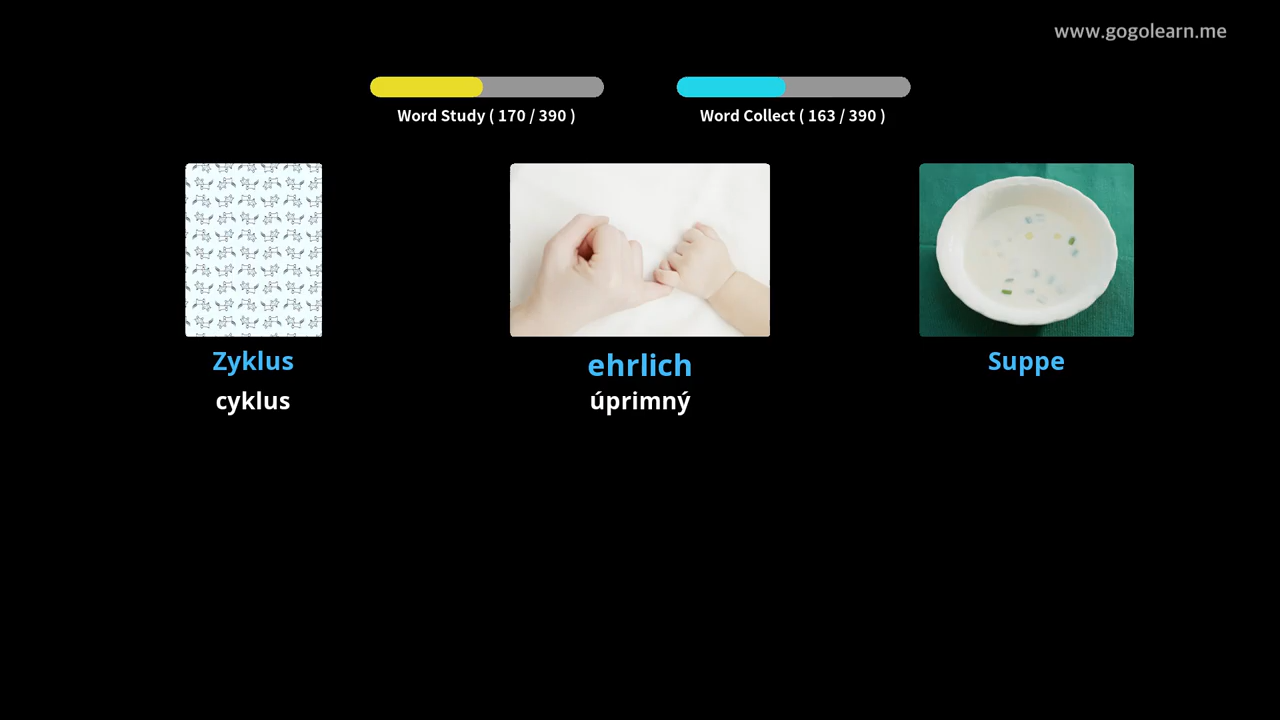 www.gogolearn.me
Word Study ( 170 / 390 )
Word Collect ( 163 / 390 )
Zyklus
cyklus
ehrlich
úprimný
Suppe